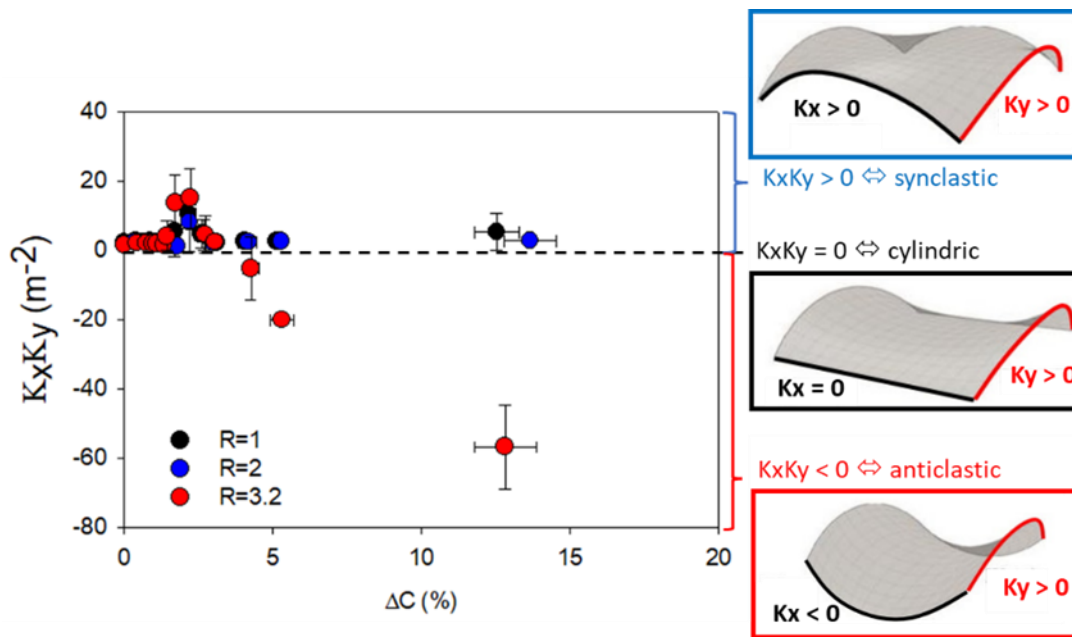 KxKy (m⁻²)
40
20
0
-20
-40
-60
-80
0
5
10
15
20
ΔC (%)
R=1
R=2
R=3.2
Kx > 0
Ky > 0
KxKy > 0 ⇔ synclastic
KxKy = 0 ⇔ cylindric
Kx = 0
Ky > 0
KxKy < 0 ⇔ anticlastic
Kx < 0
Ky > 0